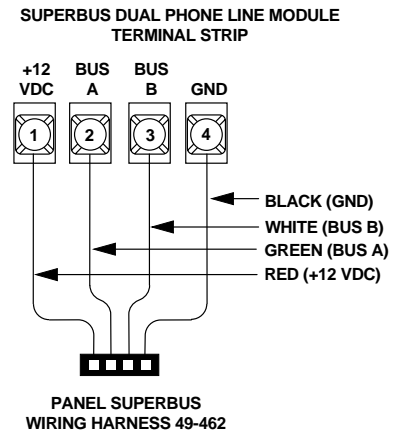 SUPERBUS DUAL PHONE LINE MODULE
TERMINAL STRIP
+12 VDC
BUS A
BUS B
GND
1 2 3 4
BLACK (GND)
WHITE (BUS B)
GREEN (BUS A)
RED (+12 VDC)
PANEL SUPERBUS
WIRING HARNESS 49-462